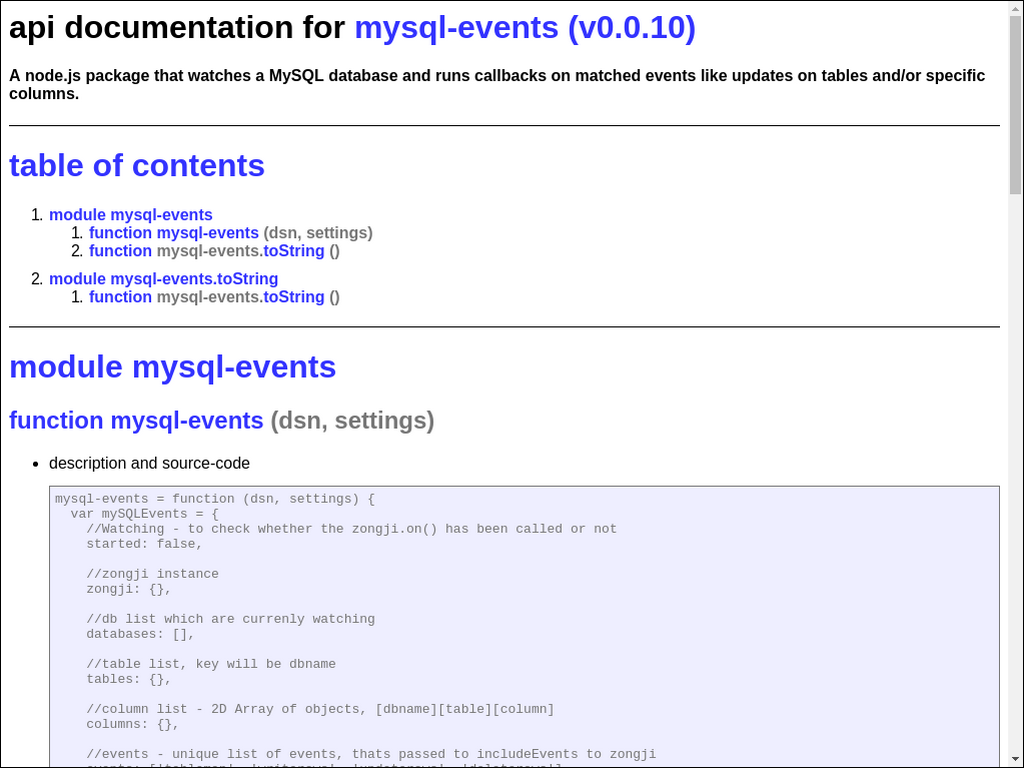 api documentation for mysql-events (v0.0.10)
A node.js package that watches a MySQL database and runs callbacks on matched events like updates on tables and/or specific
columns.
table of contents
1. module mysql-events
1. function mysql-events (dsn, settings)
2. function mysql-events.toString ()
2. module mysql-events.toString
1. function mysql-events.toString ()
module mysql-events
function mysql-events (dsn, settings)
• description and source-code
mysql-events = function (dsn, settings) {
var mySQLEvents = {
//Watching - to check whether the zongji.on() has been called or not
started: false,
//zongji instance
zongji: {},
//db list which are currenly watching
databases: [],
//table list, key will be dbname
tables: {},
//column list - 2D Array of objects, [dbname][table][column]
columns: {},
//events - unique list of events, thats passed to includeEvents to zongji